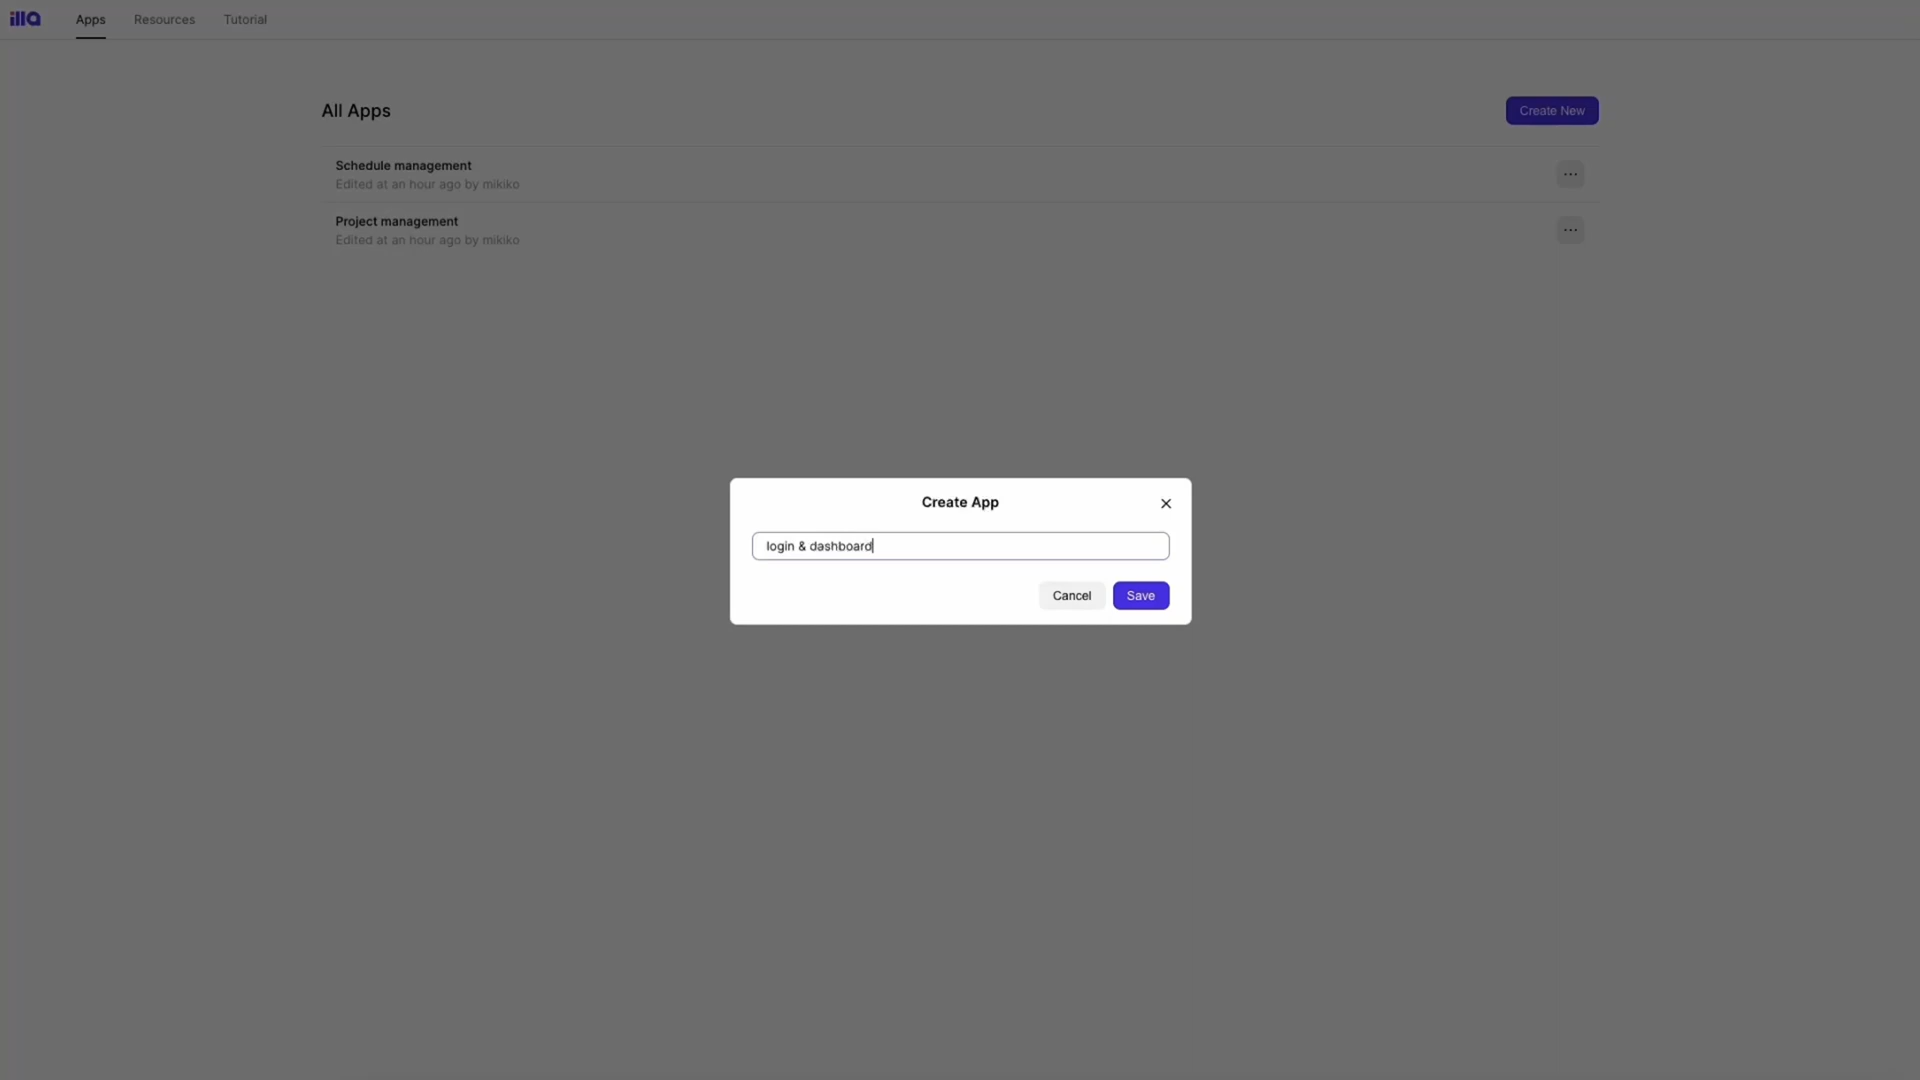 illa
Apps
Resources
Tutorial
All Apps
Create New
Schedule management
Edited at an hour ago by mikiko
Project management
Edited at an hour ago by mikiko
Create App
login & dashboard
Cancel
Save